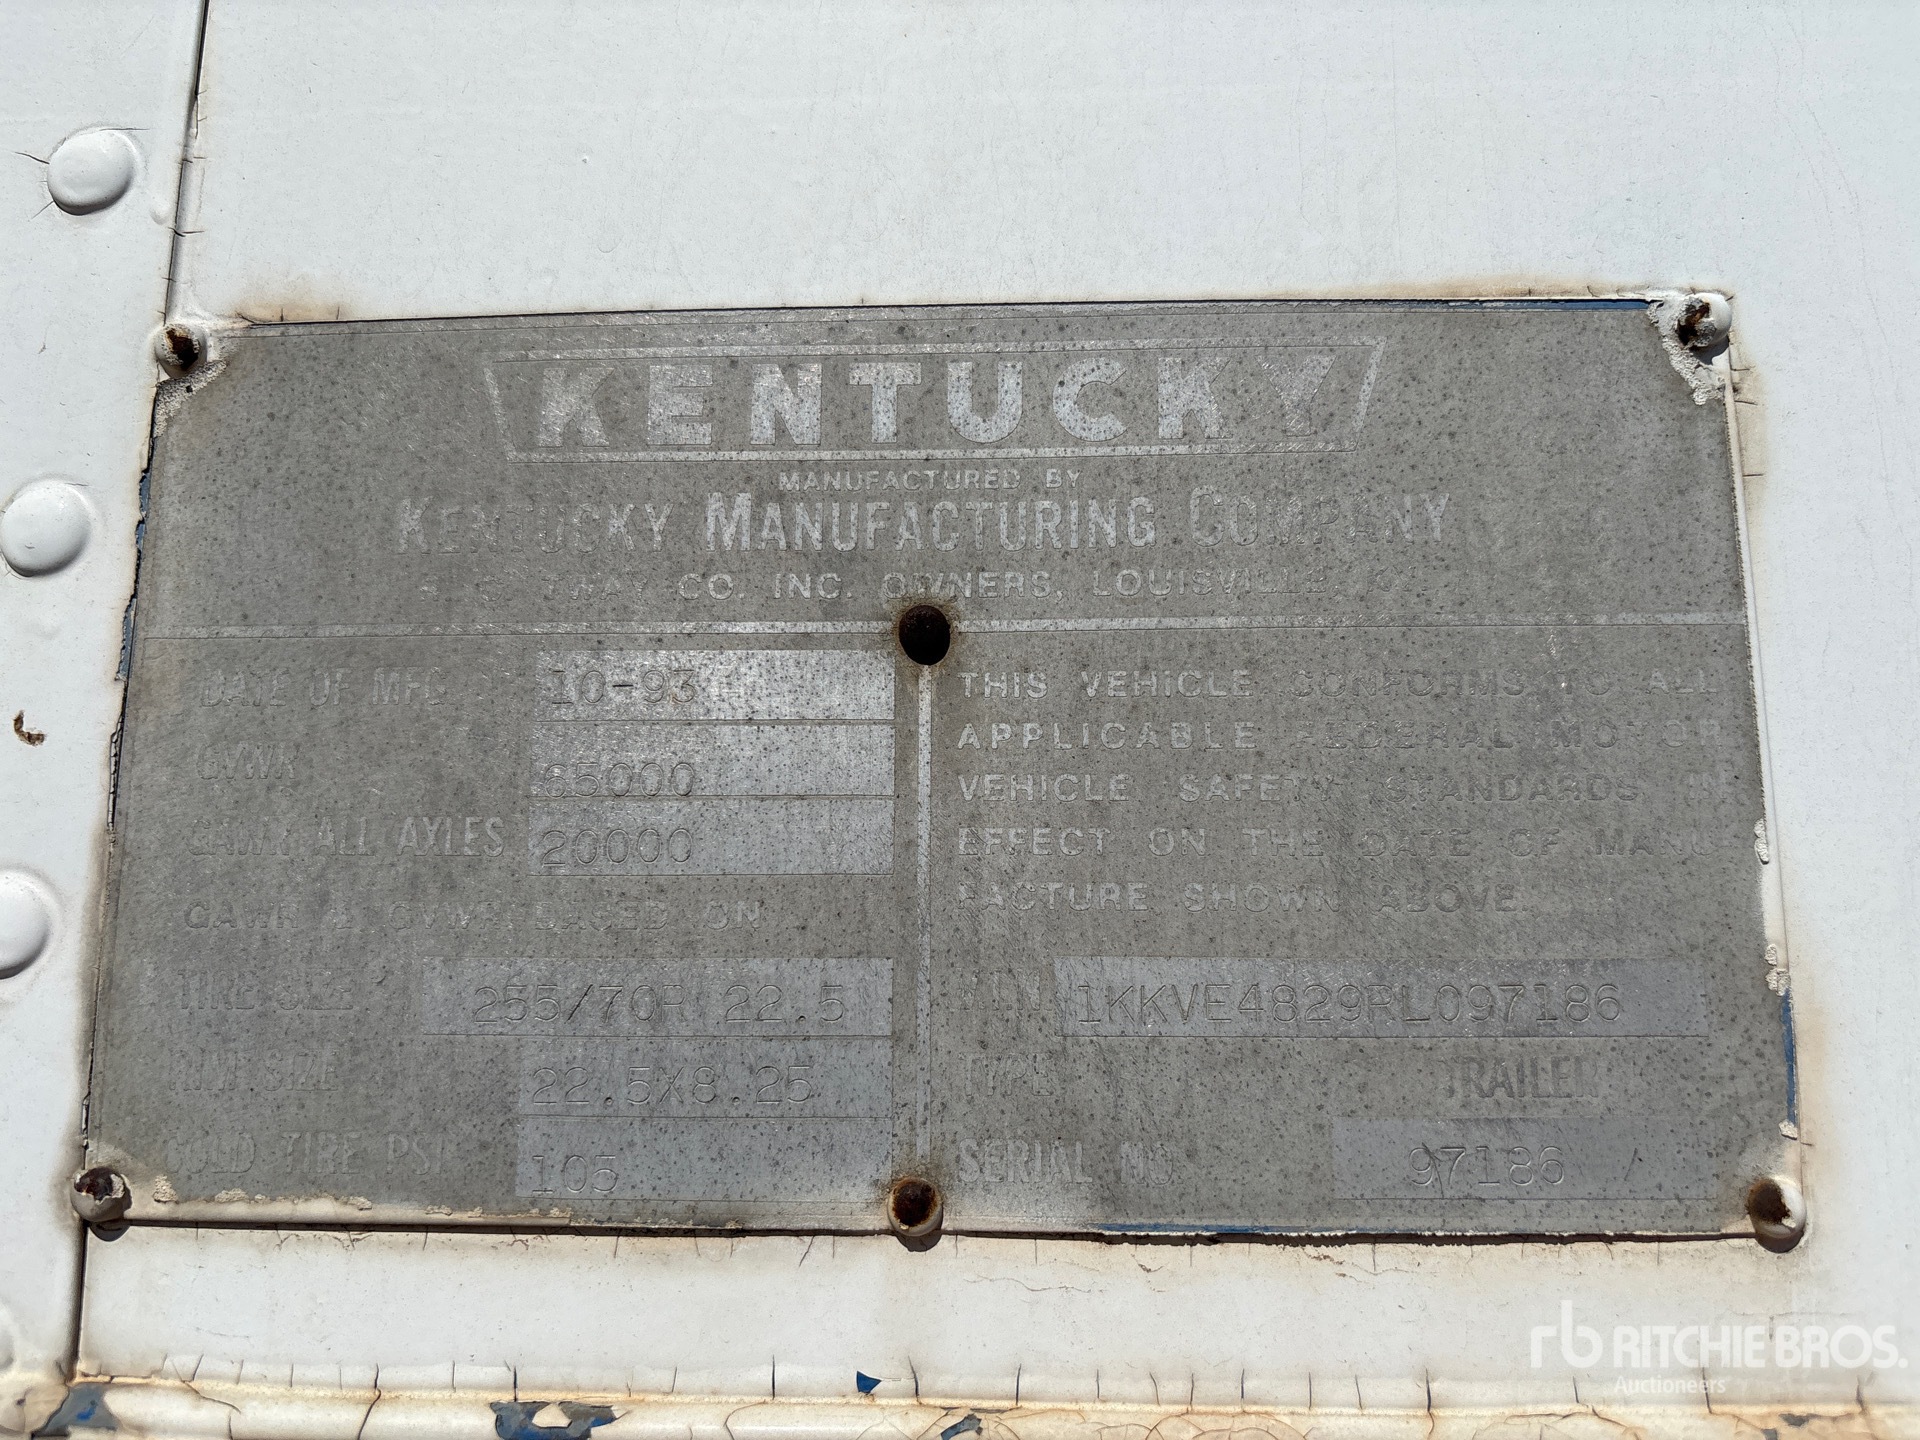 KENTUCKY
MANUFACTURED BY
KENTUCKY MANUFACTURING COMPANY
CO. INC. OWNERS, LOUISVILLE,
DATE OF MFG 10-93
GVWR 65000
GAWR ALL AXLES 20000
GAWR & GVWR BASED ON
TIRE SIZE 255/70R 22.5
RIM SIZE 22.5X8.25
COLD TIRE PSI 105
THIS VEHICLE CONFORMS TO ALL
APPLICABLE FEDERAL MOTOR
VEHICLE SAFETY STANDARDS IN
EFFECT ON THE DATE OF MANU-
FACTURE SHOWN ABOVE.
VIN 1KKVE4829RL097186
TYPE TRAILER
SERIAL NO. 97186
rb RITCHIE BROS.
Auctioneers